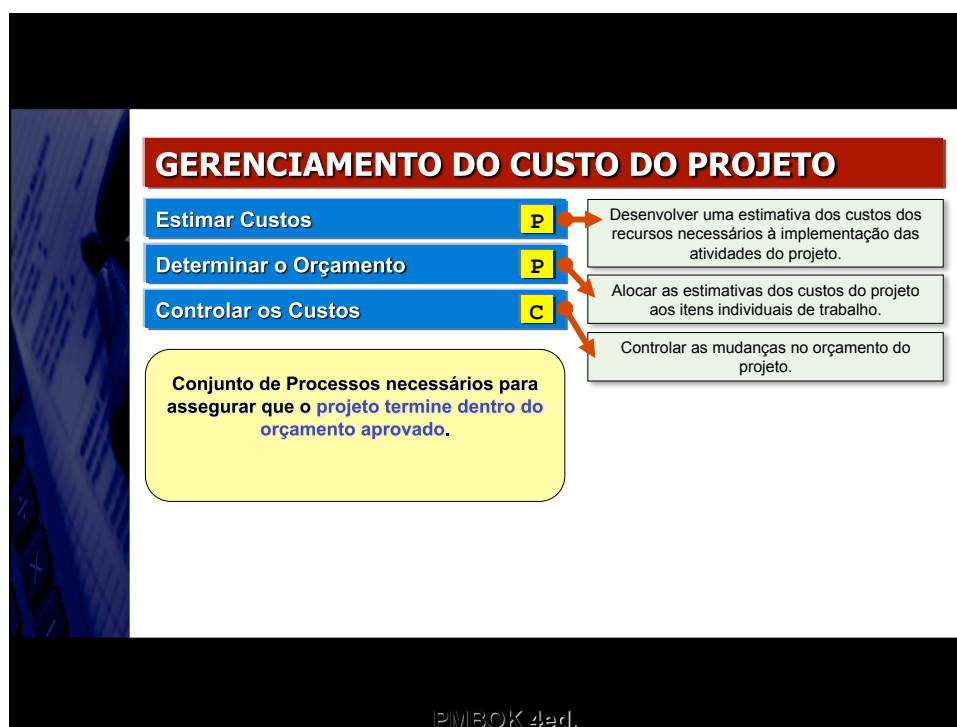 GERENCIAMENTO DO CUSTO DO PROJETO
Estimar Custos P
Desenvolver uma estimativa dos custos dos
recursos necessários à implementação das
atividades do projeto.
Determinar o Orçamento P
Alocar as estimativas dos custos do projeto
aos itens individuais de trabalho.
Controlar os Custos C
Controlar as mudanças no orçamento do
projeto.
Conjunto de Processos necessários para
assegurar que o projeto termine dentro do
orçamento aprovado.
PMBOK 4ed.